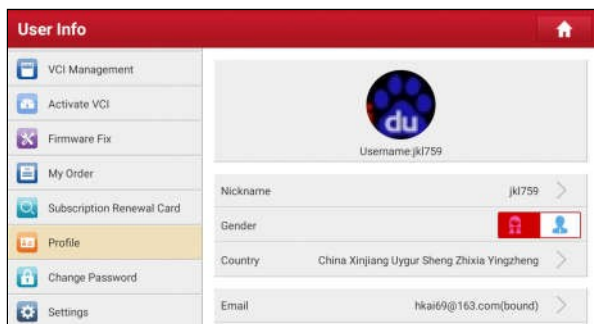 User Info
VCI Management
Activate VCI
Firmware Fix
My Order
Subscription Renewal Card
Profile
Change Password
Settings
du
Username:jkl759
Nickname jkl759
Gender
Country China Xinjiang Uygur Sheng Zhixia Yingzheng
Email hkai69@163.com(bound)